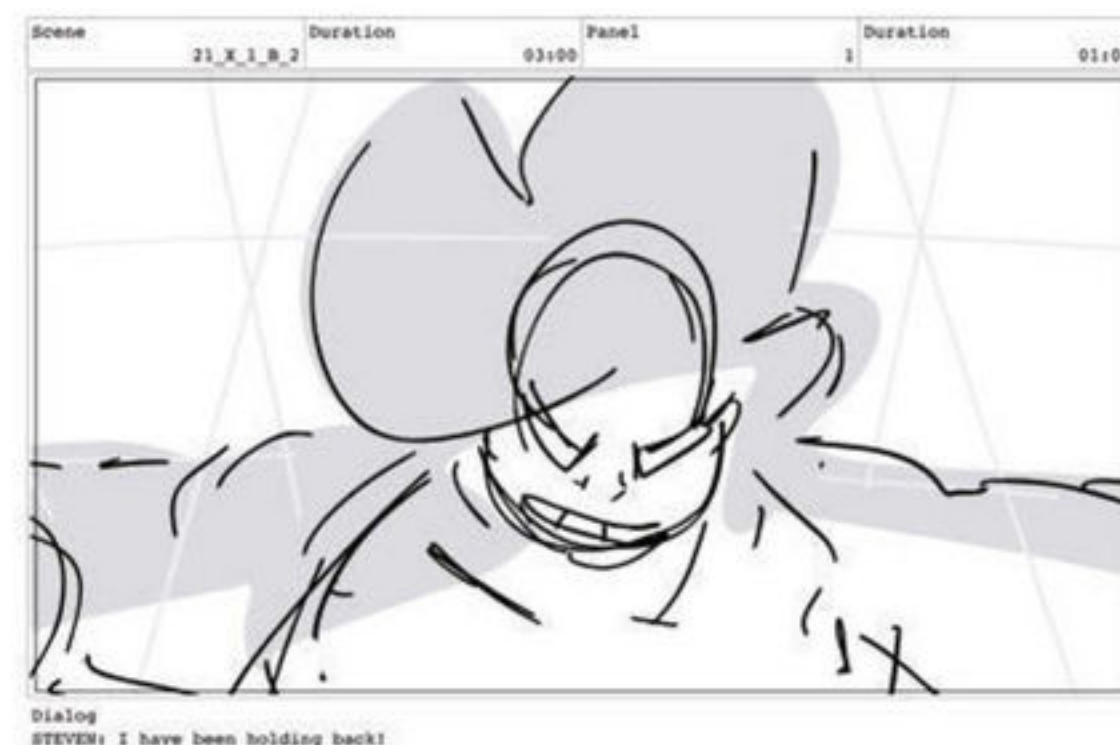 Scene Duration Panel Duration
21_X_1_B_2 03:00 1
Dialog
STEVEN: I have been holding back!